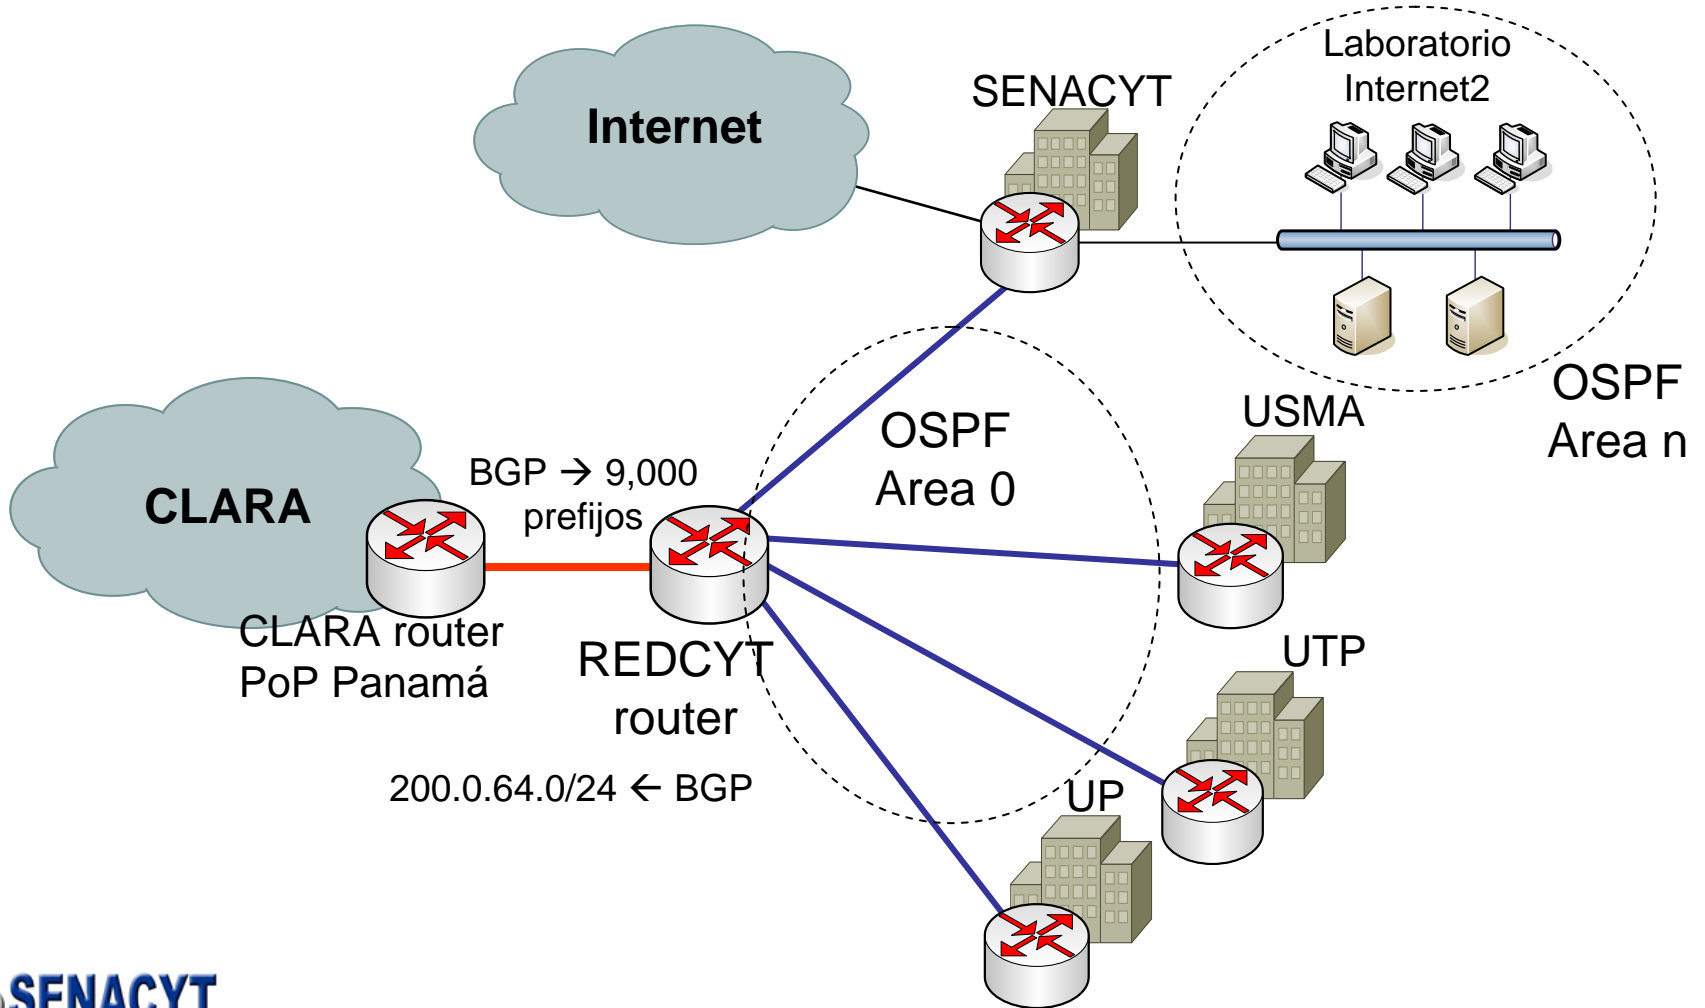 Laboratorio
Internet2
SENACYT
Internet
OSPF
Area n
USMA
OSPF
Area 0
BGP → 9,000
prefijos
CLARA
CLARA router
PoP Panamá
REDCYT
router
UTP
200.0.64.0/24 ← BGP
UP
SENACYT